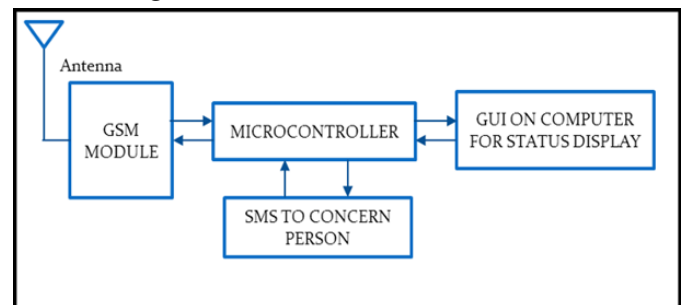 Antenna
GSM
MODULE
MICROCONTROLLER
GUI ON COMPUTER
FOR STATUS DISPLAY
SMS TO CONCERN
PERSON